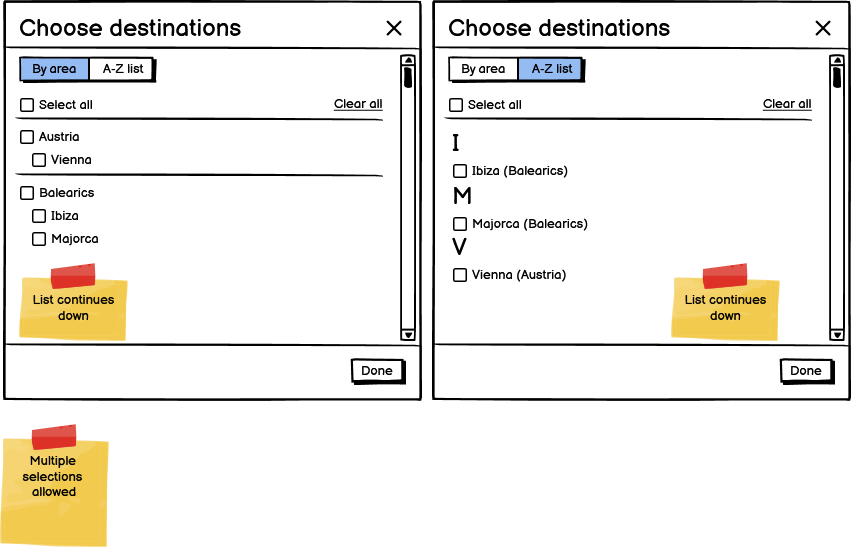 Choose destinations
By area A-Z list
Select all Clear all
Austria
Vienna
Balearics
Ibiza
Majorca
List continues
down
Done
Choose destinations
By area A-Z list
Select all Clear all
I
Ibiza (Balearics)
M
Majorca (Balearics)
V
Vienna (Austria)
List continues
down
Done
Multiple
selections
allowed